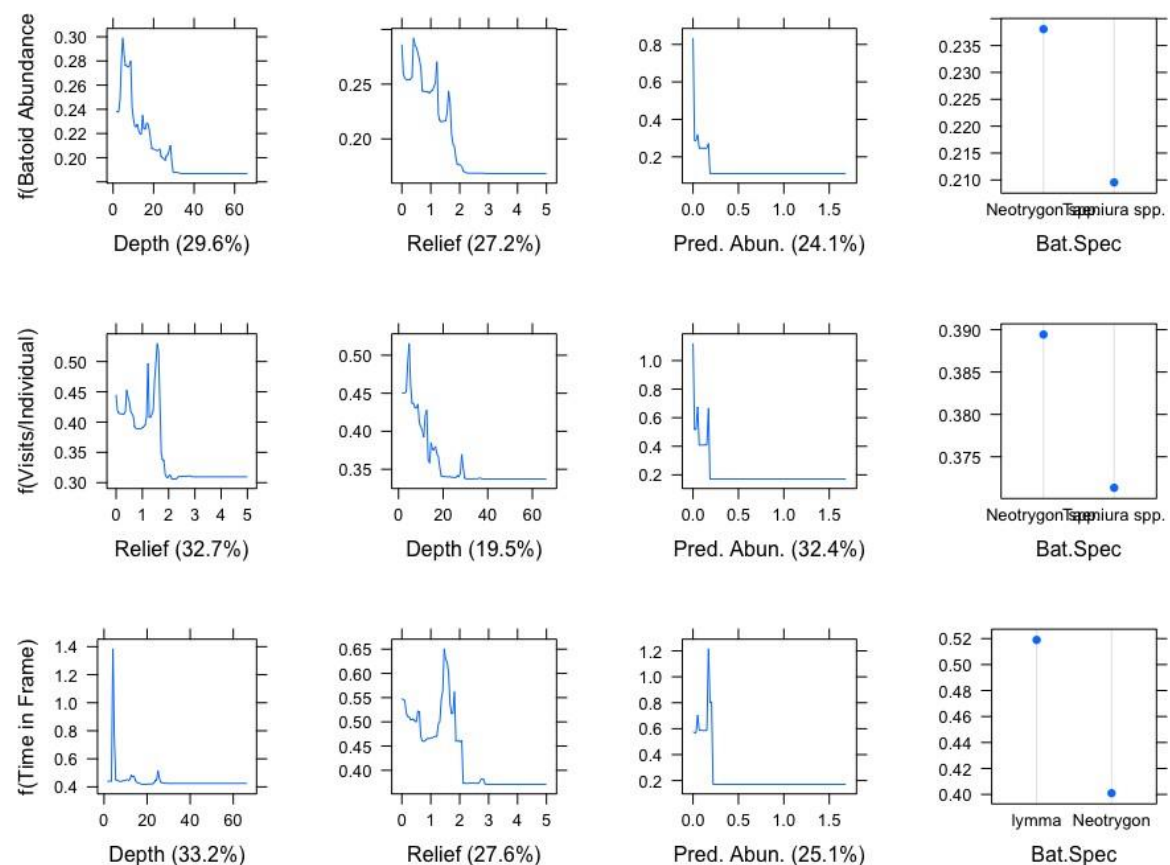 f(Batoid Abundance
0.30
0.28
0.26
0.24
0.22
0.20
0 20 40 60
Depth (29.6%)
0.25
0.20
0 1 2 3 4 5
Relief (27.2%)
0.8
0.6
0.4
0.2
0.0 0.5 1.0 1.5
Pred. Abun. (24.1%)
0.235
0.230
0.225
0.220
0.215
0.210
Neotrygon spp.
Bat.Spec
f(Visits/Individual)
0.50
0.45
0.40
0.35
0.30
0 1 2 3 4 5
Relief (32.7%)
0.50
0.45
0.40
0.35
0 20 40 60
Depth (19.5%)
1.0
0.8
0.6
0.4
0.2
0.0 0.5 1.0 1.5
Pred. Abun. (32.4%)
0.390
0.385
0.380
0.375
Neotrygon spp.
Bat.Spec
f(Time in Frame)
1.4
1.2
1.0
0.8
0.6
0.4
0 20 40 60
Depth (33.2%)
0.65
0.60
0.55
0.50
0.45
0.40
0 1 2 3 4 5
Relief (27.6%)
1.2
1.0
0.8
0.6
0.4
0.2
0.0 0.5 1.0 1.5
Pred. Abun. (25.1%)
0.52
0.50
0.48
0.46
0.44
0.42
0.40
lymma Neotrygon
Bat.Spec